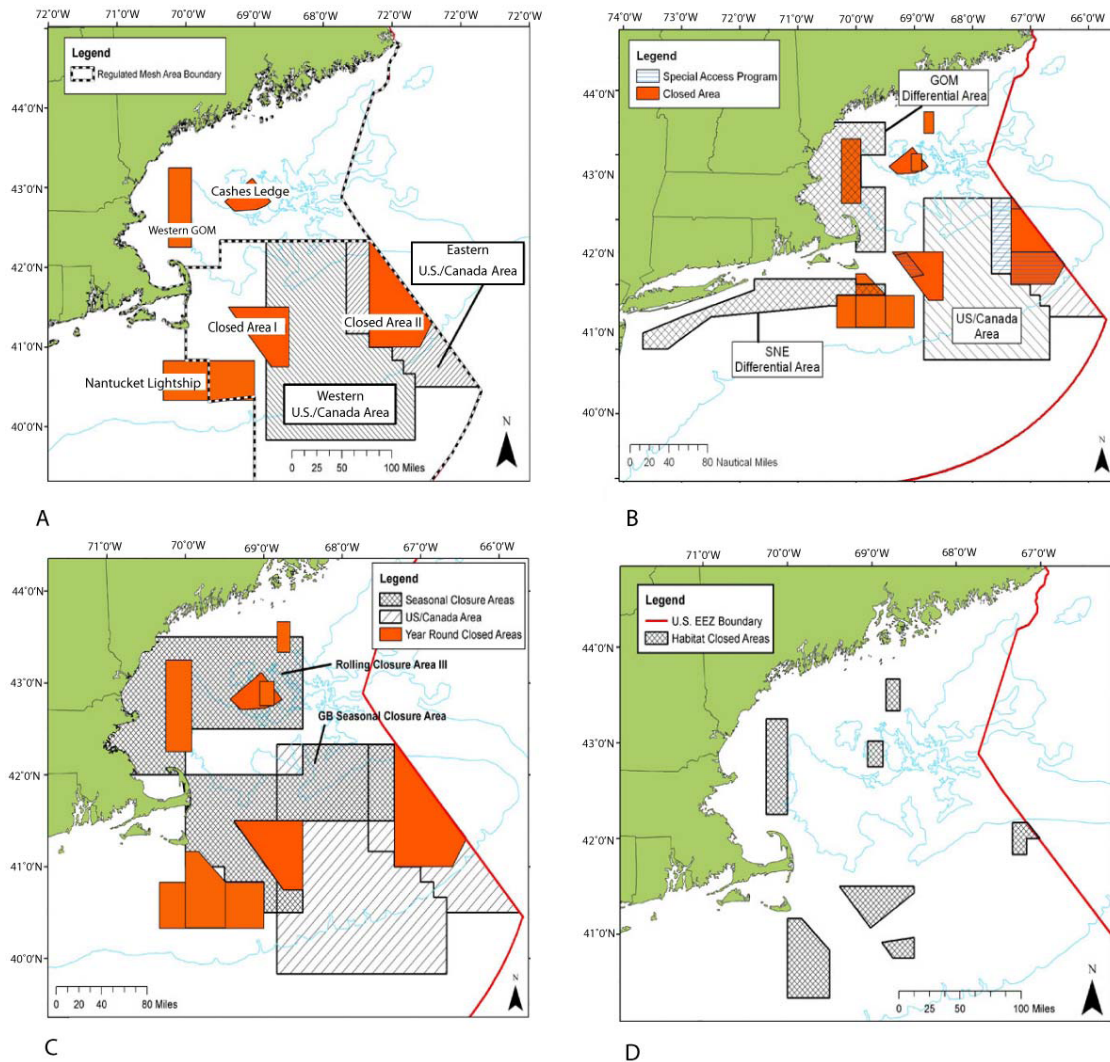 72°0'W 71°0'W 70°0'W 69°0'W 68°0'W 72°0'W 72°0'W 72°0'W
Legend
Regulated Mesh Area Boundary
44°0'N
43°0'N
42°0'N
41°0'N
40°0'N
Cashes Ledge
Western GOM
Eastern
U.S./Canada Area
Closed Area I
Closed Area II
Nantucket Lightship
Western
U.S./Canada Area
N
0 25 50 100 Miles
A
74°0'W 73°0'W 72°0'W 71°0'W 70°0'W 69°0'W 68°0'W 67°0'W 66°0'W 65°0'
Legend
Special Access Program
Closed Area
GOM
Differential Area
44°0'N
43°0'N
42°0'N
41°0'N
40°0'N
US/Canada
Area
SNE
Differential Area
0 20 40 80 Nautical Miles
N
B
71°0'W 70°0'W 69°0'W 68°0'W 67°0'W 66°0'W
Legend
Seasonal Closure Areas
US/Canada Area
Year Round Closed Areas
44°0'N
43°0'N
42°0'N
41°0'N
40°0'N
Rolling Closure Area III
GB Seasonal Closure Area
0 20 40 80 Miles
N
C
71°0'W 70°0'W 69°0'W 68°0'W 67°0'W
Legend
U.S. EEZ Boundary
Habitat Closed Areas
44°0'N
43°0'N
42°0'N
41°0'N
0 25 50 100 Miles
N
D